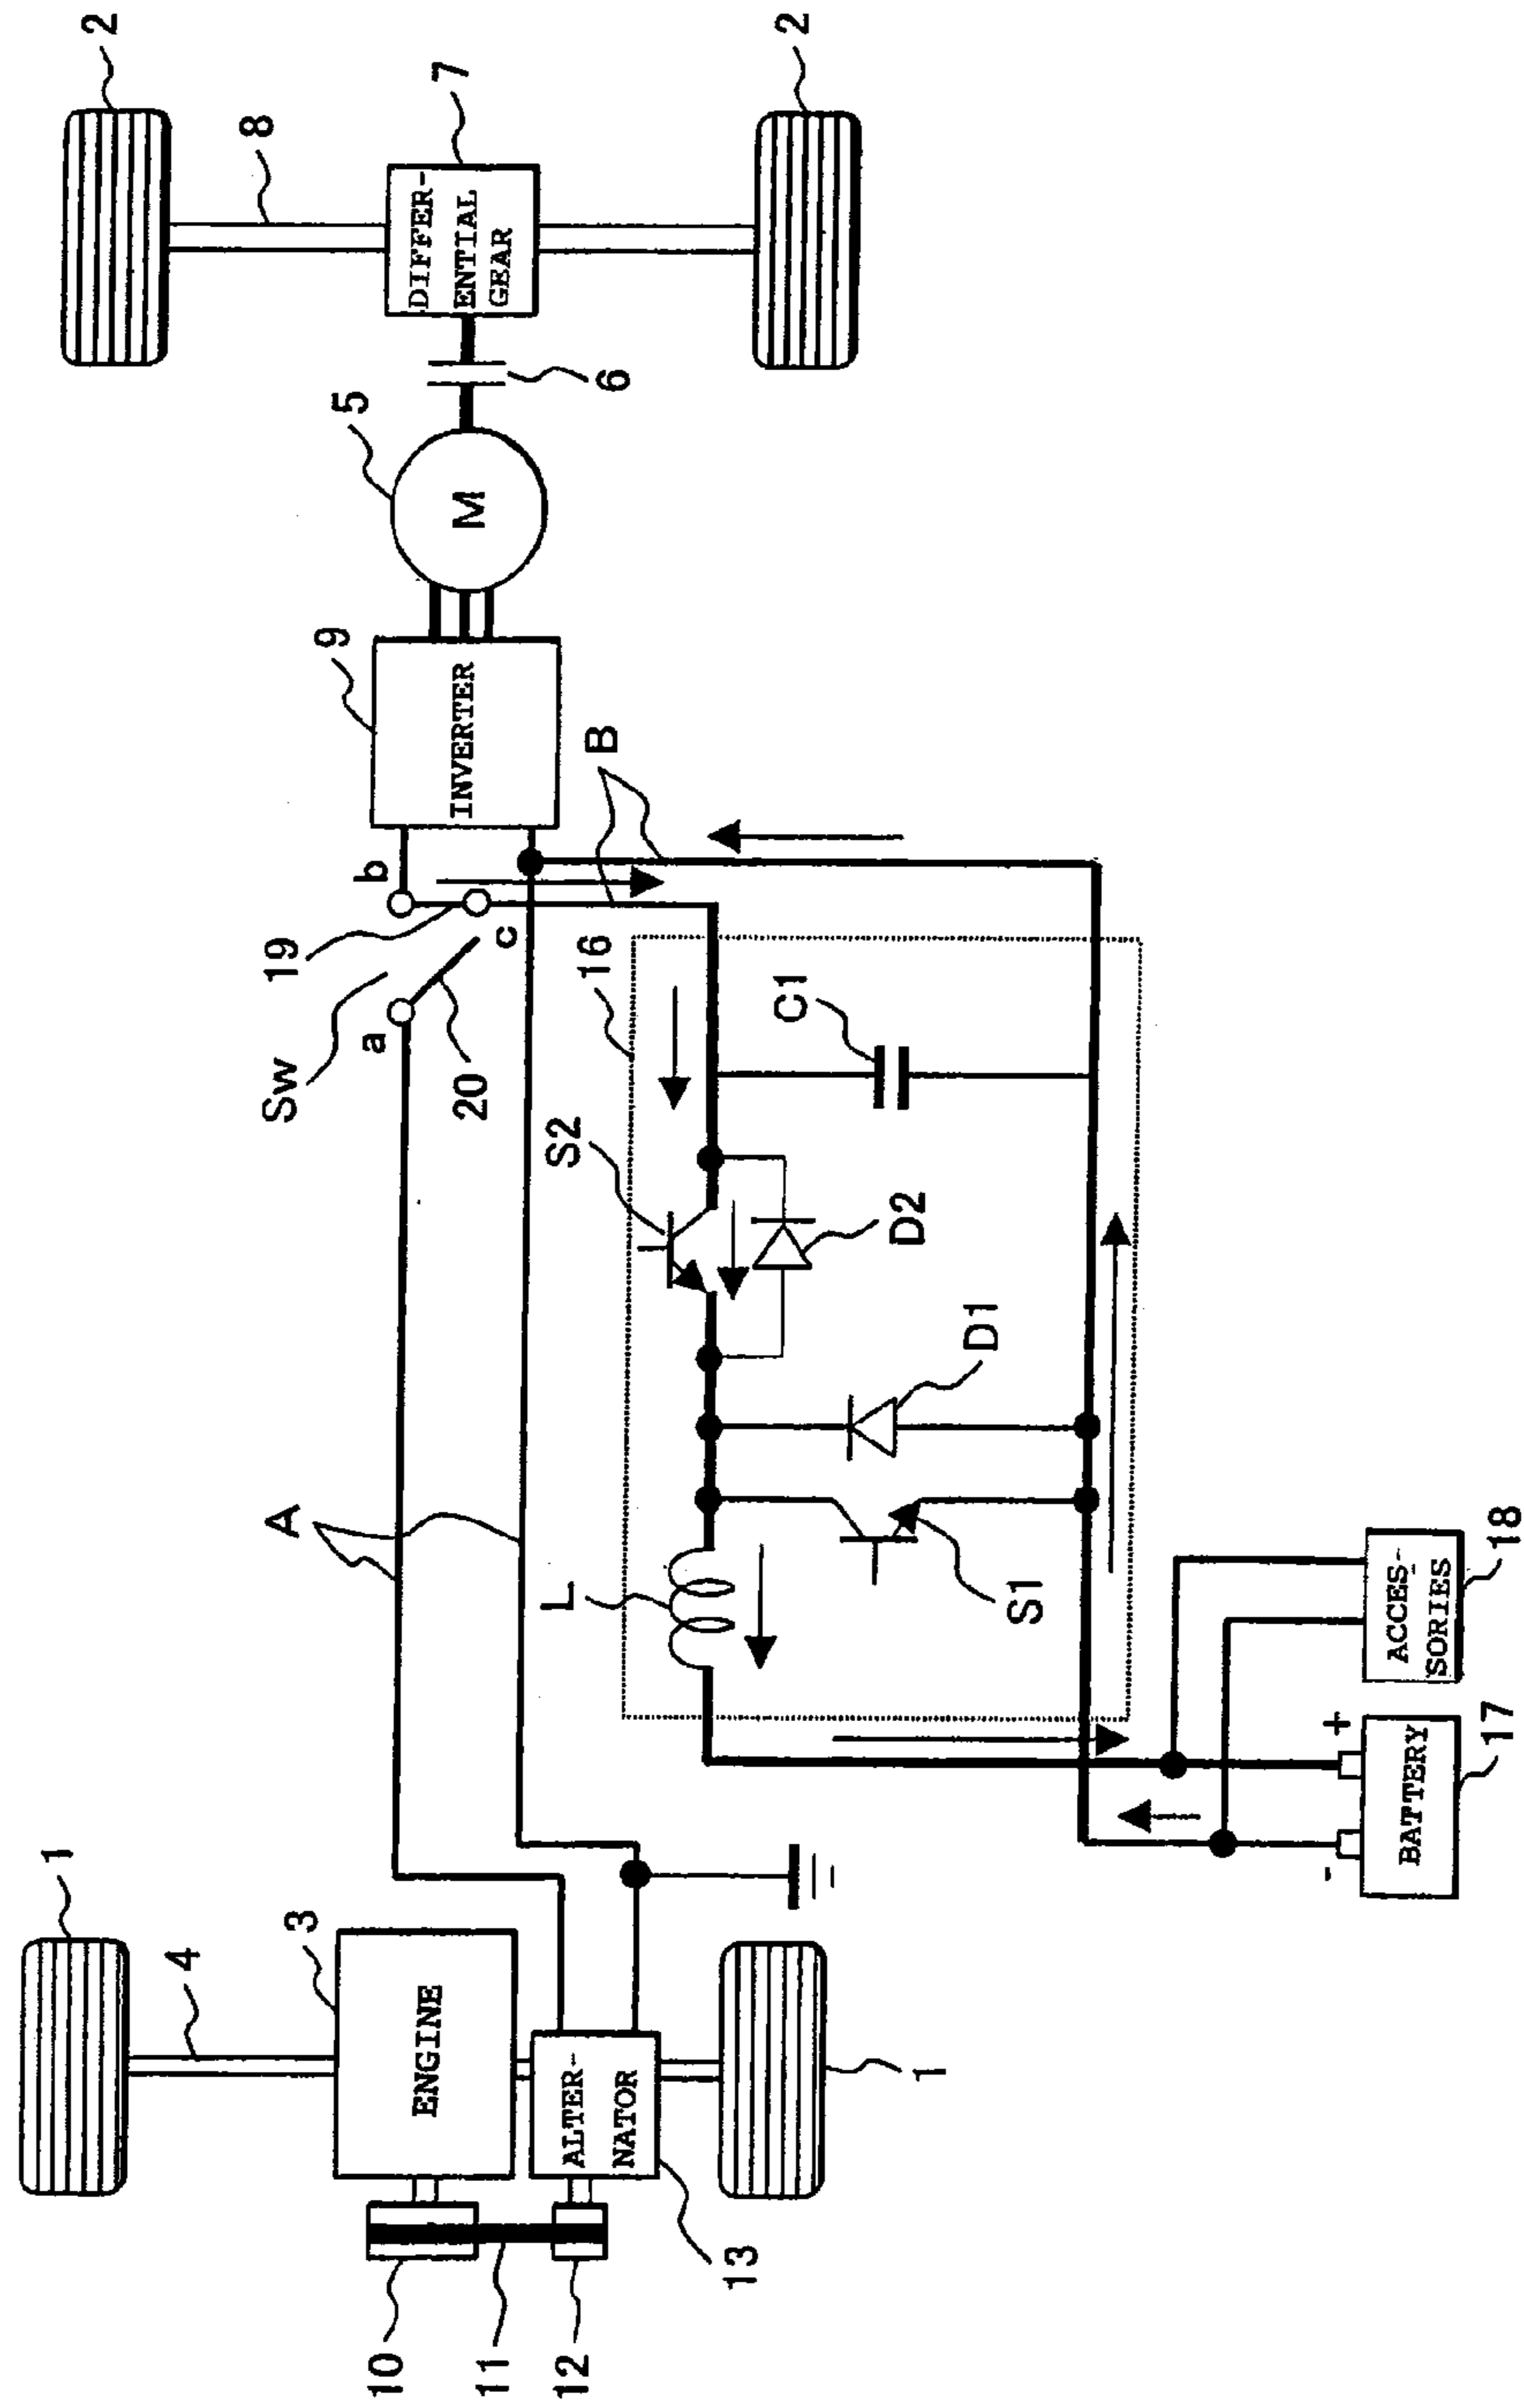 1
4
3
ENGINE
10
11
12
ALTER-
NATOR
13
1
A
Sw
19
20
a
b
c
9
INVERTER
B
5
M
6
7
DIFFER-
ENTIAL
GEAR
8
2
2
16
L
S1
D1
S2
D2
C1
-
+
BATTERY
17
ACCES-
SORIES
18